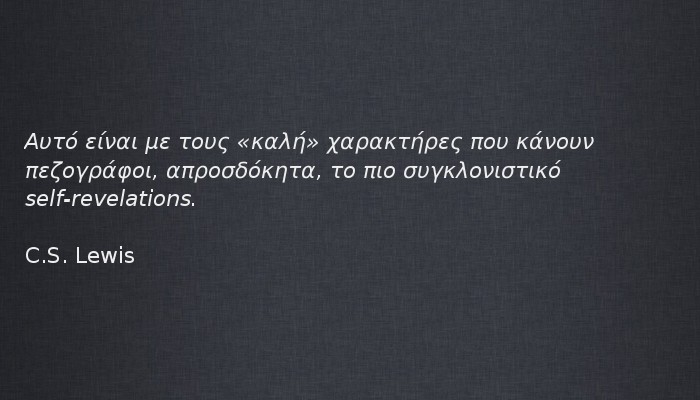 Αυτό είναι με τους «καλή» χαρακτήρες που κάνουν
πεζογράφοι, απροσδόκητα, το πιο συγκλονιστικό
self-revelations.
C.S. Lewis